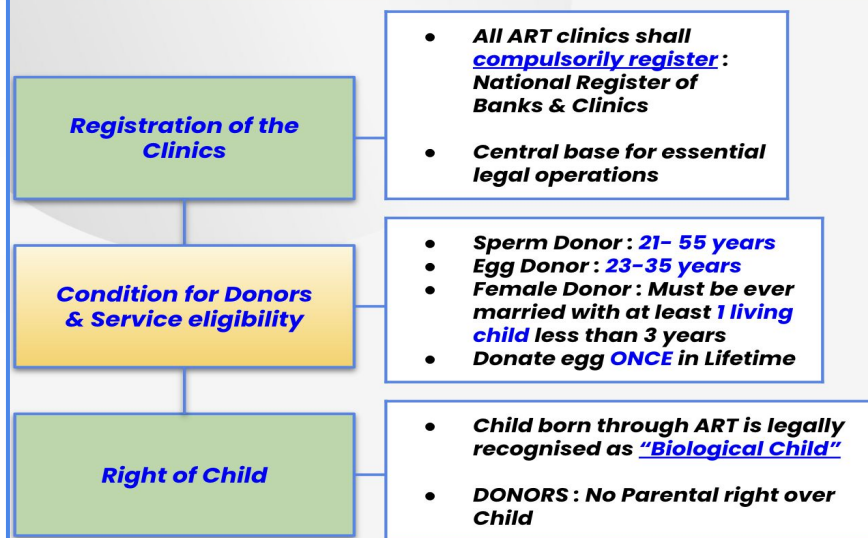 Registration of the
Clinics
● All ART clinics shall
compulsorily register :
National Register of
Banks & Clinics
● Central base for essential
legal operations
Condition for Donors
& Service eligibility
● Sperm Donor : 21- 55 years
● Egg Donor : 23-35 years
● Female Donor : Must be ever
married with at least 1 living
child less than 3 years
● Donate egg ONCE in Lifetime
Right of Child
● Child born through ART is legally
recognised as “Biological Child”
● DONORS : No Parental right over
Child